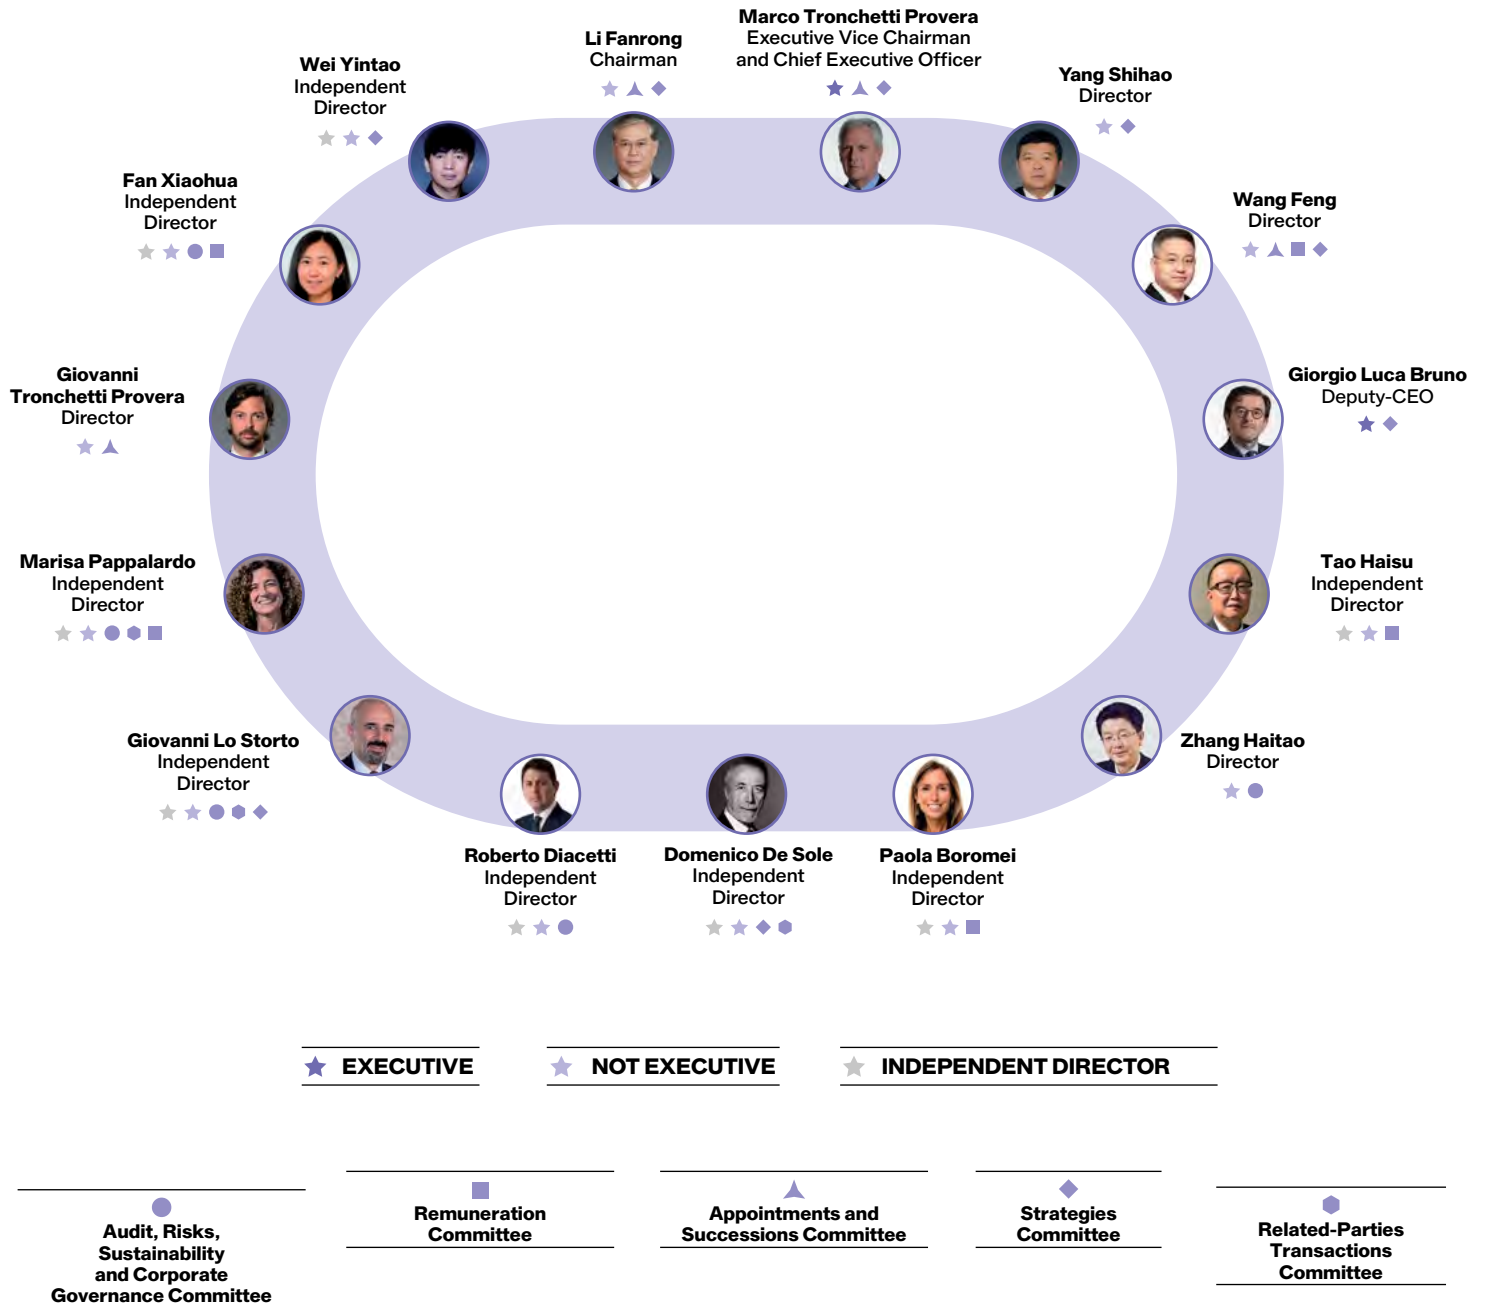 Marco Tronchetti Provera
Executive Vice Chairman
and Chief Executive Officer
Li Fanrong
Chairman
Wei Yintao
Independent
Director
Yang Shihao
Director
Fan Xiaohua
Independent
Director
Wang Feng
Director
Giovanni
Tronchetti Provera
Director
Giorgio Luca Bruno
Deputy-CEO
Marisa Pappalardo
Independent
Director
Tao Haisu
Independent
Director
Giovanni Lo Storto
Independent
Director
Zhang Haitao
Director
Roberto Diacetti
Independent
Director
Domenico De Sole
Independent
Director
Paola Boromei
Independent
Director
EXECUTIVE
NOT EXECUTIVE
INDEPENDENT DIRECTOR
Audit, Risks,
Sustainability
and Corporate
Governance Committee
Remuneration
Committee
Appointments and
Successions Committee
Strategies
Committee
Related-Parties
Transactions
Committee